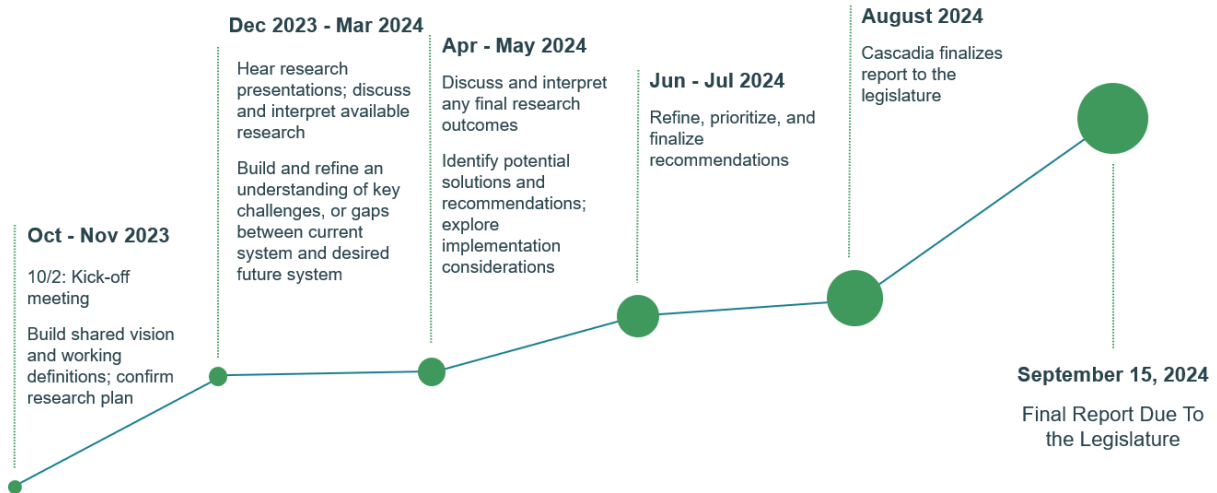 Oct - Nov 2023
10/2: Kick-off
meeting
Build shared vision
and working
definitions; confirm
research plan
Dec 2023 - Mar 2024
Hear research
presentations; discuss
and interpret available
research
Build and refine an
understanding of key
challenges, or gaps
between current
system and desired
future system
Apr - May 2024
Discuss and interpret
any final research
outcomes
Identify potential
solutions and
recommendations;
explore
implementation
considerations
Jun - Jul 2024
Refine, prioritize, and
finalize
recommendations
August 2024
Cascadia finalizes
report to the
legislature
September 15, 2024
Final Report Due To
the Legislature